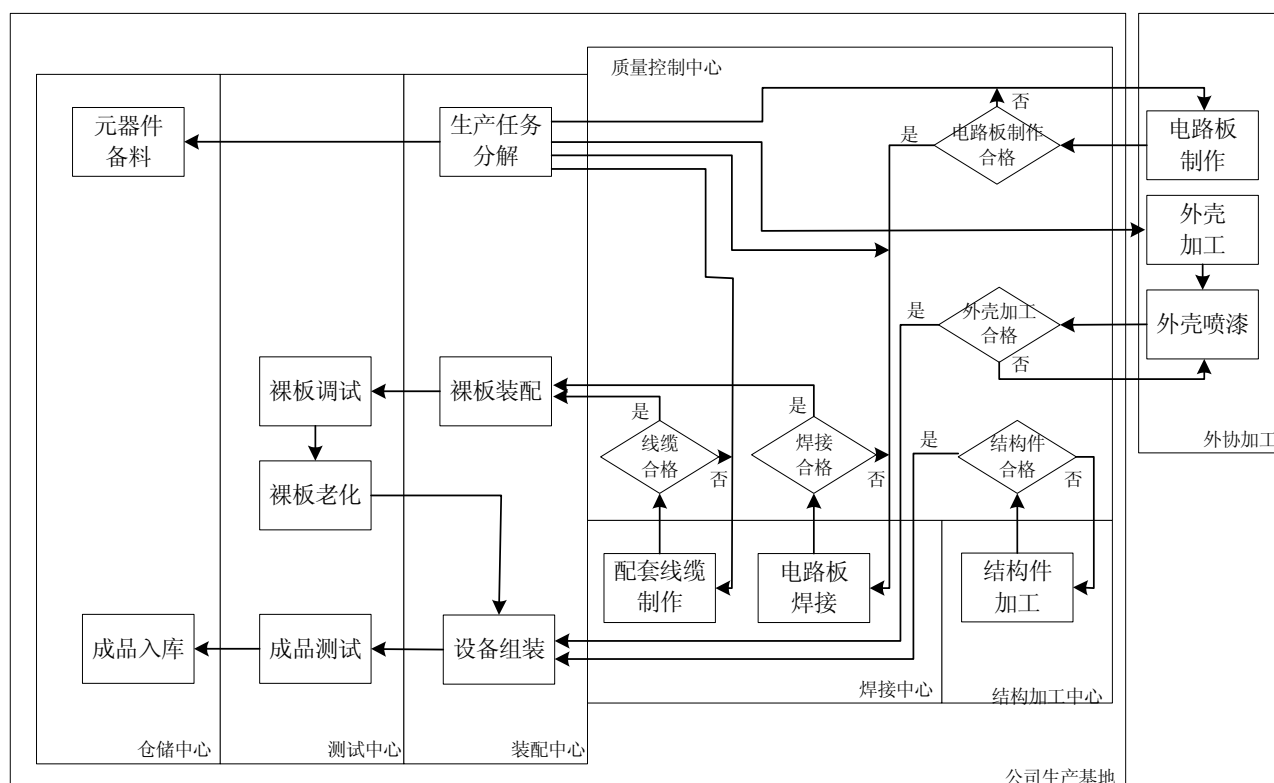 质量控制中心
元器件
备料
生产任务
分解
否
是
电路板制作
合格
电路板
制作
外壳
加工
是
外壳加工
合格
否
外壳喷漆
裸板调试
裸板装配
是
线缆
合格
否
是
焊接
合格
否
是
结构件
合格
否
外协加工
裸板老化
配套线缆
制作
电路板
焊接
结构件
加工
成品入库
成品测试
设备组装
焊接中心
结构加工中心
仓储中心
测试中心
装配中心
公司生产基地